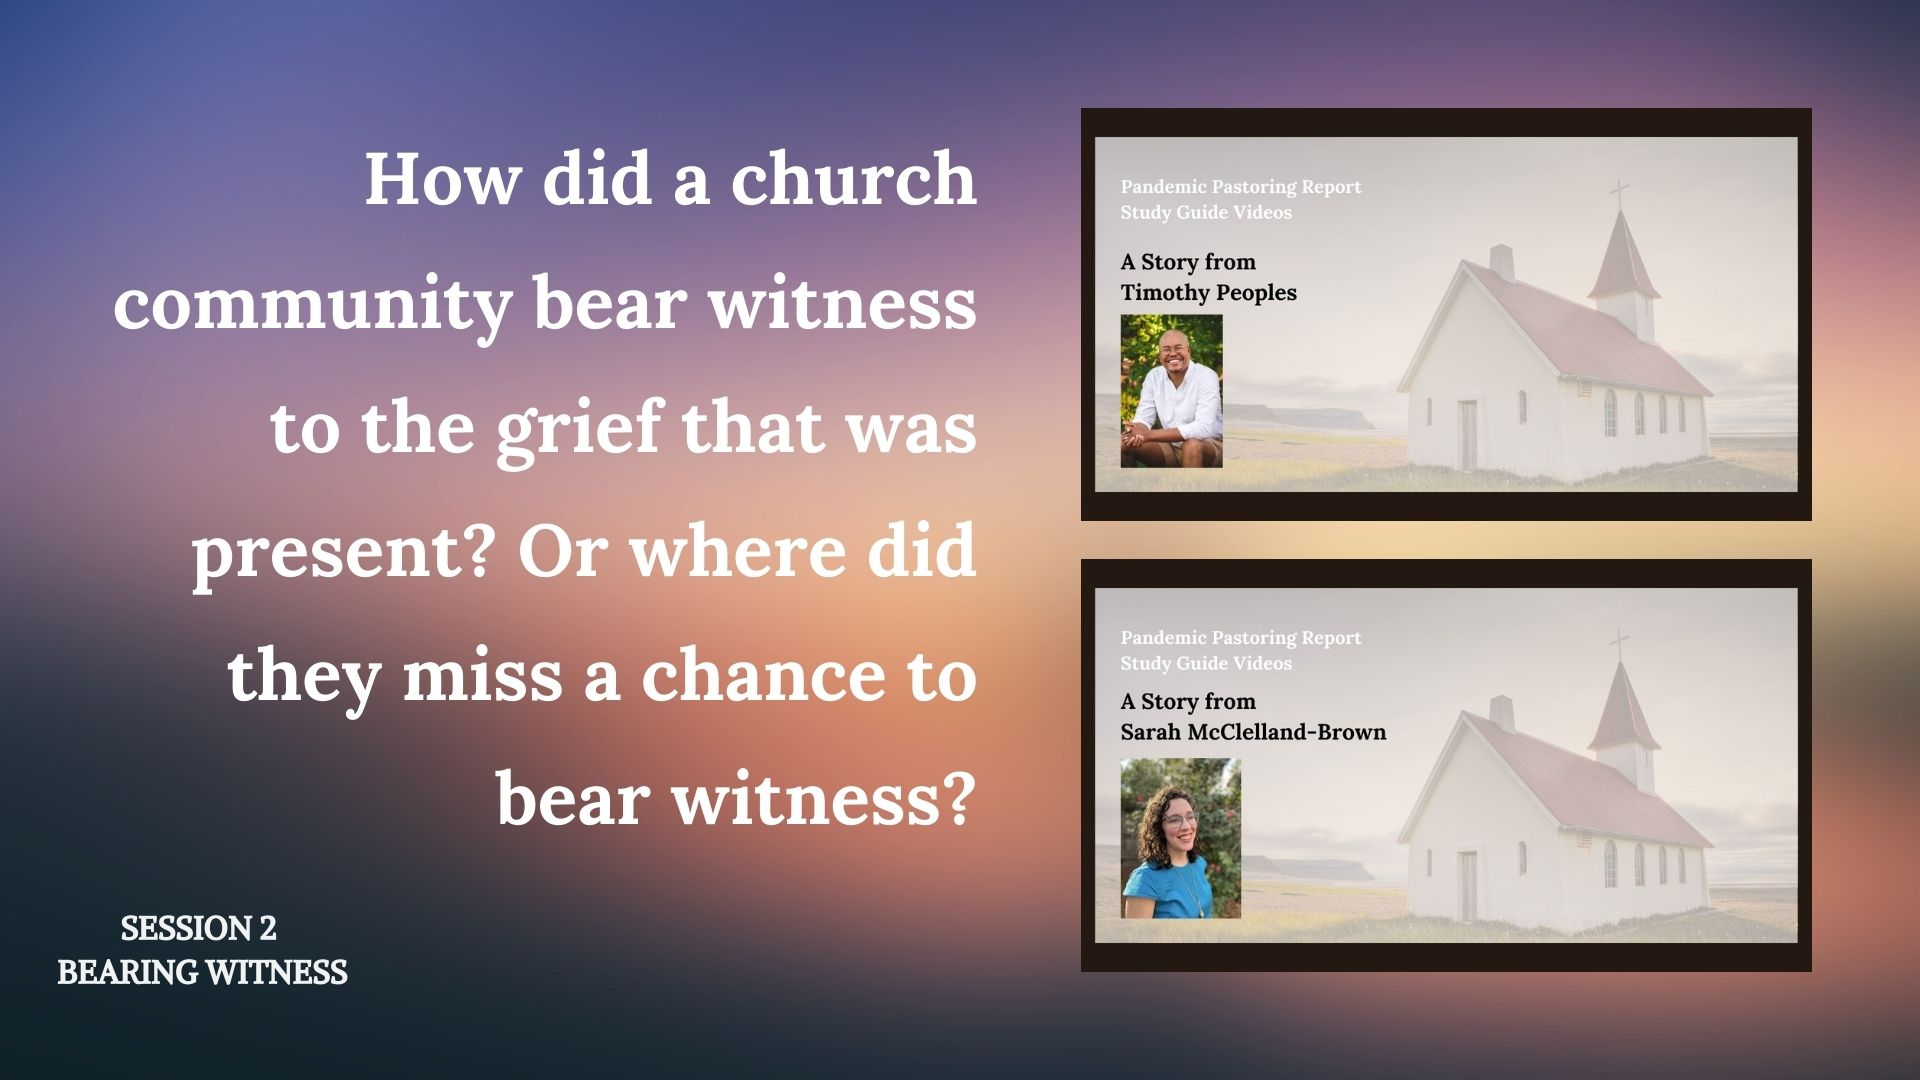 How did a church
community bear witness
to the grief that was
present? Or where did
they miss a chance to
bear witness?
SESSION 2
BEARING WITNESS
Pandemic Pastoring Report
Study Guide Videos
A Story from
Timothy Peoples
Pandemic Pastoring Report
Study Guide Videos
A Story from
Sarah McClelland-Brown